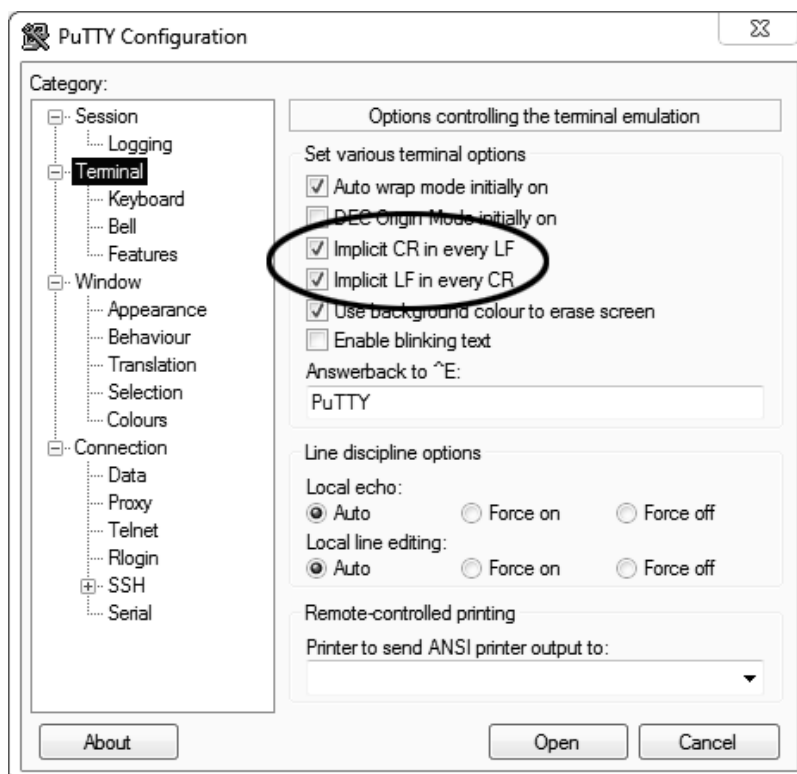 PuTTY Configuration
Category:
Session
Logging
Terminal
Keyboard
Bell
Features
Window
Appearance
Behaviour
Translation
Selection
Colours
Connection
Data
Proxy
Telnet
Rlogin
SSH
Serial
Options controlling the terminal emulation
Set various terminal options
Auto wrap mode initially on
DEC Origin Mode initially on
Implicit CR in every LF
Implicit LF in every CR
Use background colour to erase screen
Enable blinking text
Answerback to ^E:
PuTTY
Line discipline options
Local echo:
Auto Force on Force off
Local line editing:
Auto Force on Force off
Remote-controlled printing
Printer to send ANSI printer output to:
About Open Cancel